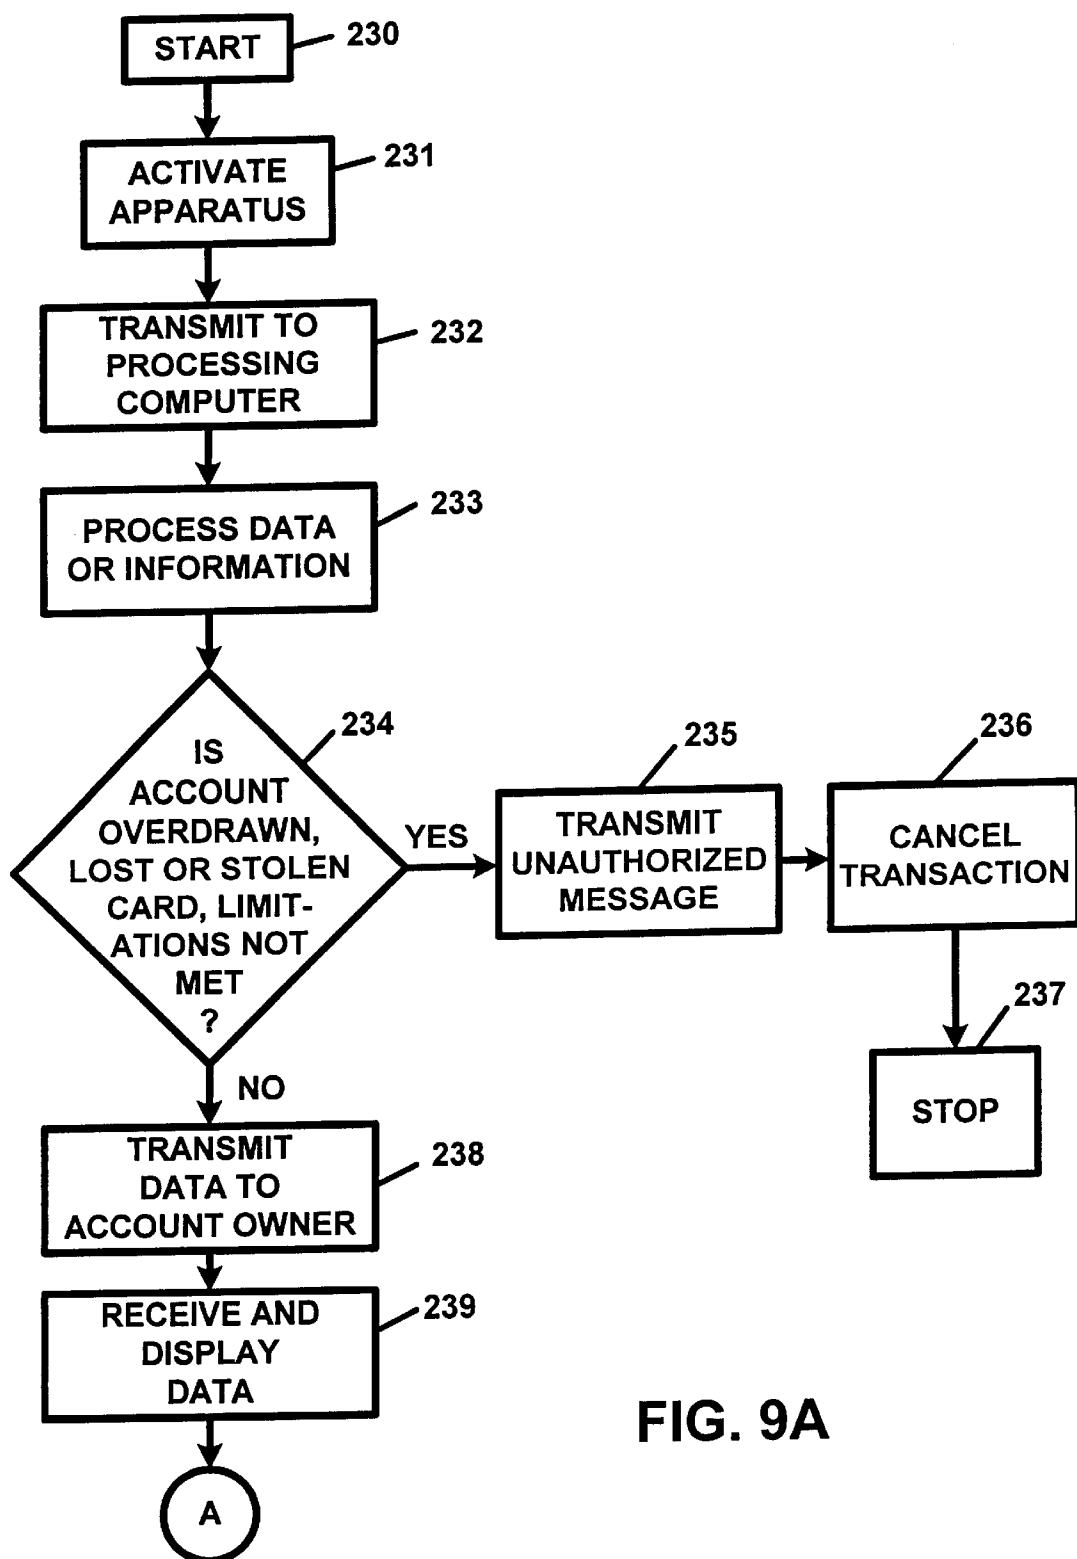 START
230
ACTIVATE
APPARATUS
231
TRANSMIT TO
PROCESSING
COMPUTER
232
PROCESS DATA
OR INFORMATION
233
IS
ACCOUNT
OVERDRAWN,
LOST OR STOLEN
CARD, LIMIT-
ATIONS NOT
MET
?
234
YES
TRANSMIT
UNAUTHORIZED
MESSAGE
235
CANCEL
TRANSACTION
236
STOP
237
NO
TRANSMIT
DATA TO
ACCOUNT OWNER
238
RECEIVE AND
DISPLAY
DATA
239
A
FIG. 9A